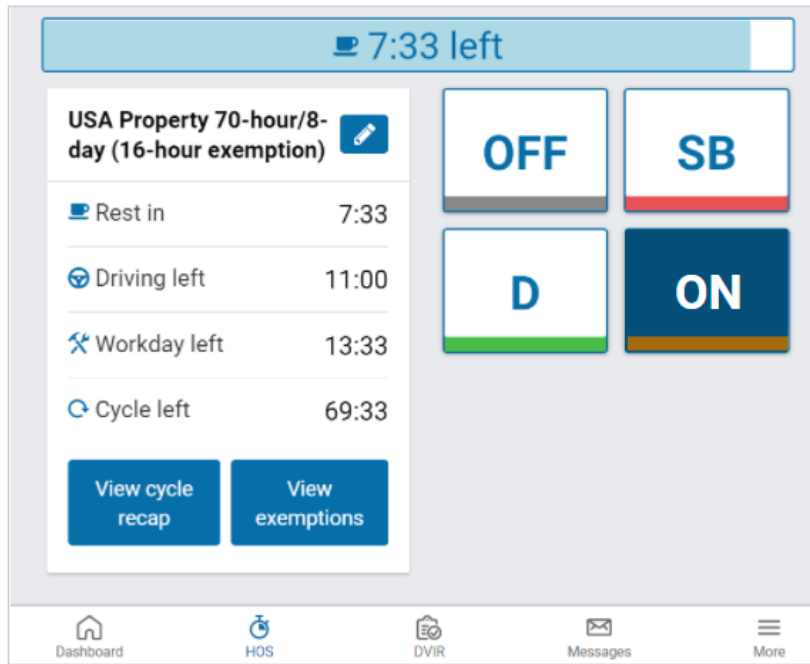 7:33 left
USA Property 70-hour/8-
day (16-hour exemption)
Rest in 7:33
Driving left 11:00
Workday left 13:33
Cycle left 69:33
View cycle
recap
View
exemptions
OFF
SB
D
ON
Dashboard
HOS
DVIR
Messages
More